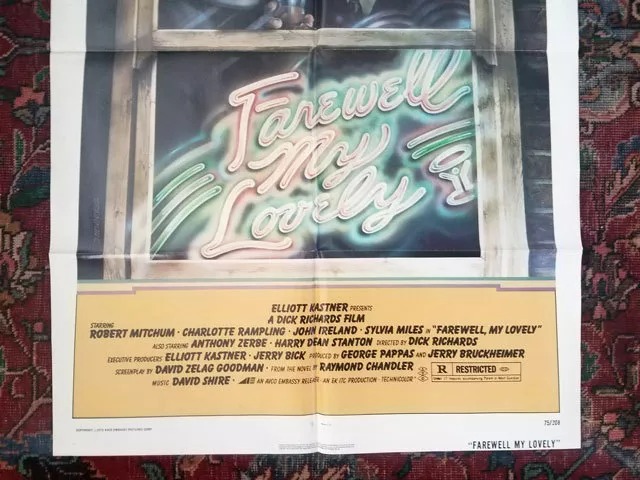 Farewell
My
Lovely
ELLIOTT KASTNER PRESENTS
A DICK RICHARDS FILM
STARRING
ROBERT MITCHUM · CHARLOTTE RAMPLING · JOHN IRELAND · SYLVIA MILES IN "FAREWELL, MY LOVELY"
ALSO STARRING ANTHONY ZERBE · HARRY DEAN STANTON DIRECTED BY DICK RICHARDS
EXECUTIVE PRODUCERS ELLIOTT KASTNER · JERRY BICK PRODUCED BY GEORGE PAPPAS AND JERRY BRUCKHEIMER
SCREENPLAY BY DAVID ZELAG GOODMAN · FROM THE NOVEL BY RAYMOND CHANDLER
MUSIC DAVID SHIRE · AN AVCO EMBASSY RELEASE · AN EK ITC PRODUCTION · TECHNICOLOR
R RESTRICTED
75/208
"FAREWELL MY LOVELY"